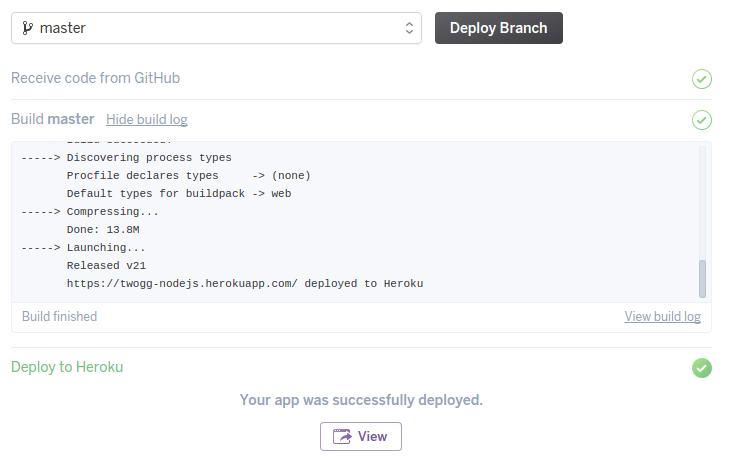 master
Deploy Branch
Receive code from GitHub
Build master Hide build log
-----> Discovering process types
Procfile declares types -> (none)
Default types for buildpack -> web
-----> Compressing...
Done: 13.8M
-----> Launching...
Released v21
https://twogg-nodejs.herokuapp.com/ deployed to Heroku
Build finished
View build log
Deploy to Heroku
Your app was successfully deployed.
View